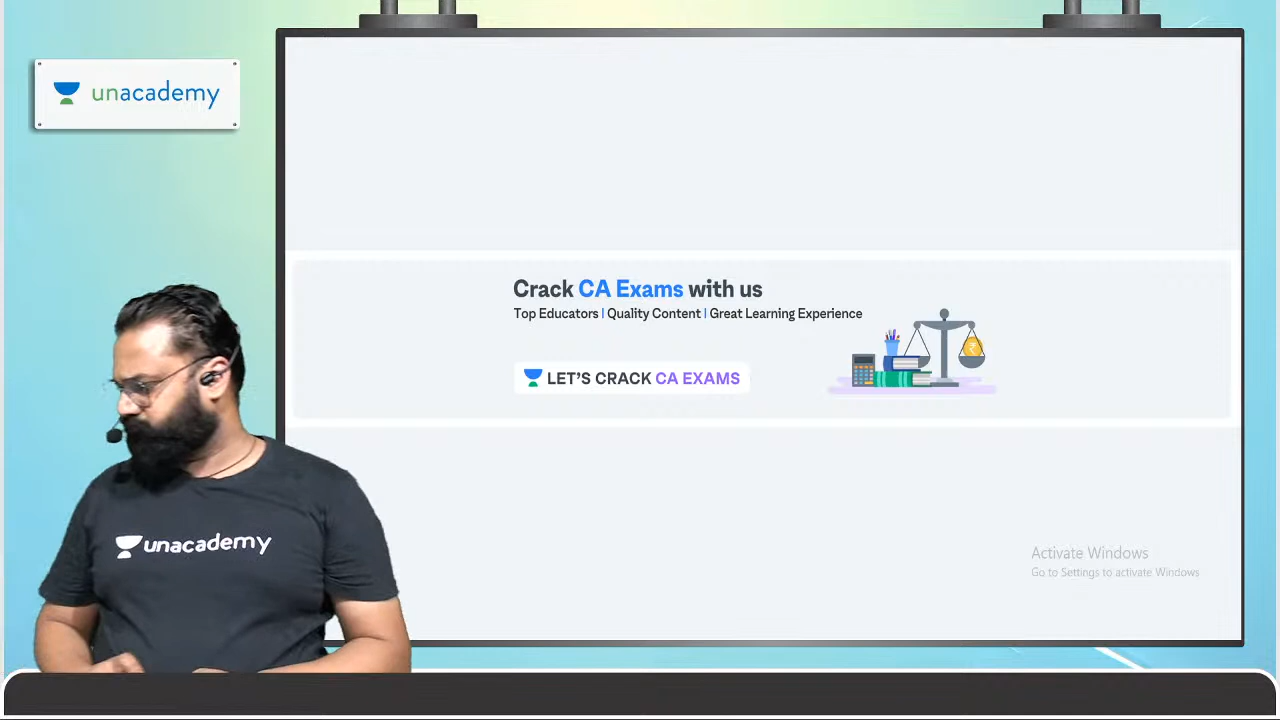 unacademy
Crack CA Exams with us
Top Educators | Quality Content | Great Learning Experience
LET'S CRACK CA EXAMS
unacademy
Activate Windows
Go to Settings to activate Windows